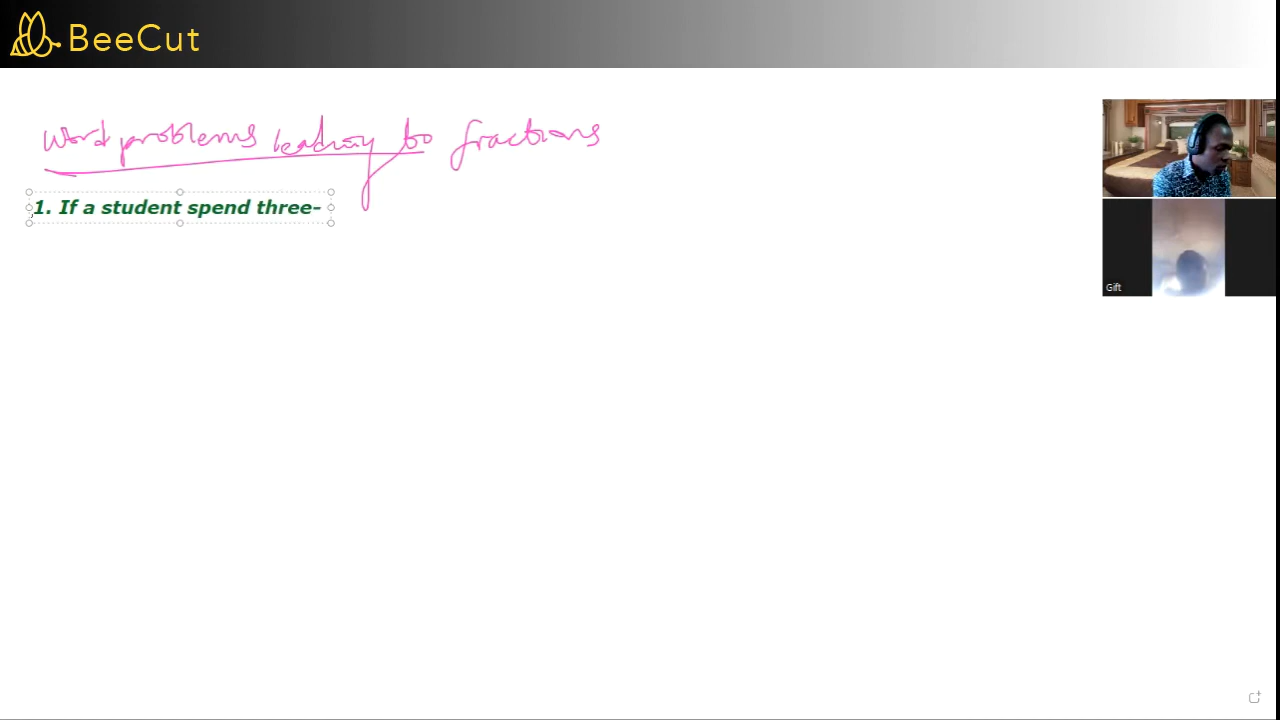 BeeCut
word problems leading to fractions
1. If a student spend three-
Gift